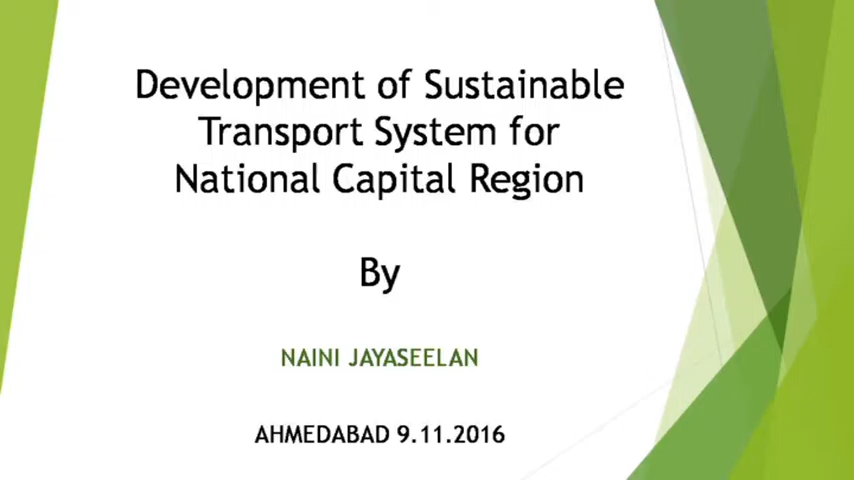 Development of Sustainable
Transport System for
National Capital Region
By
NAINI JAYASEELAN
AHMEDABAD 9.11.2016